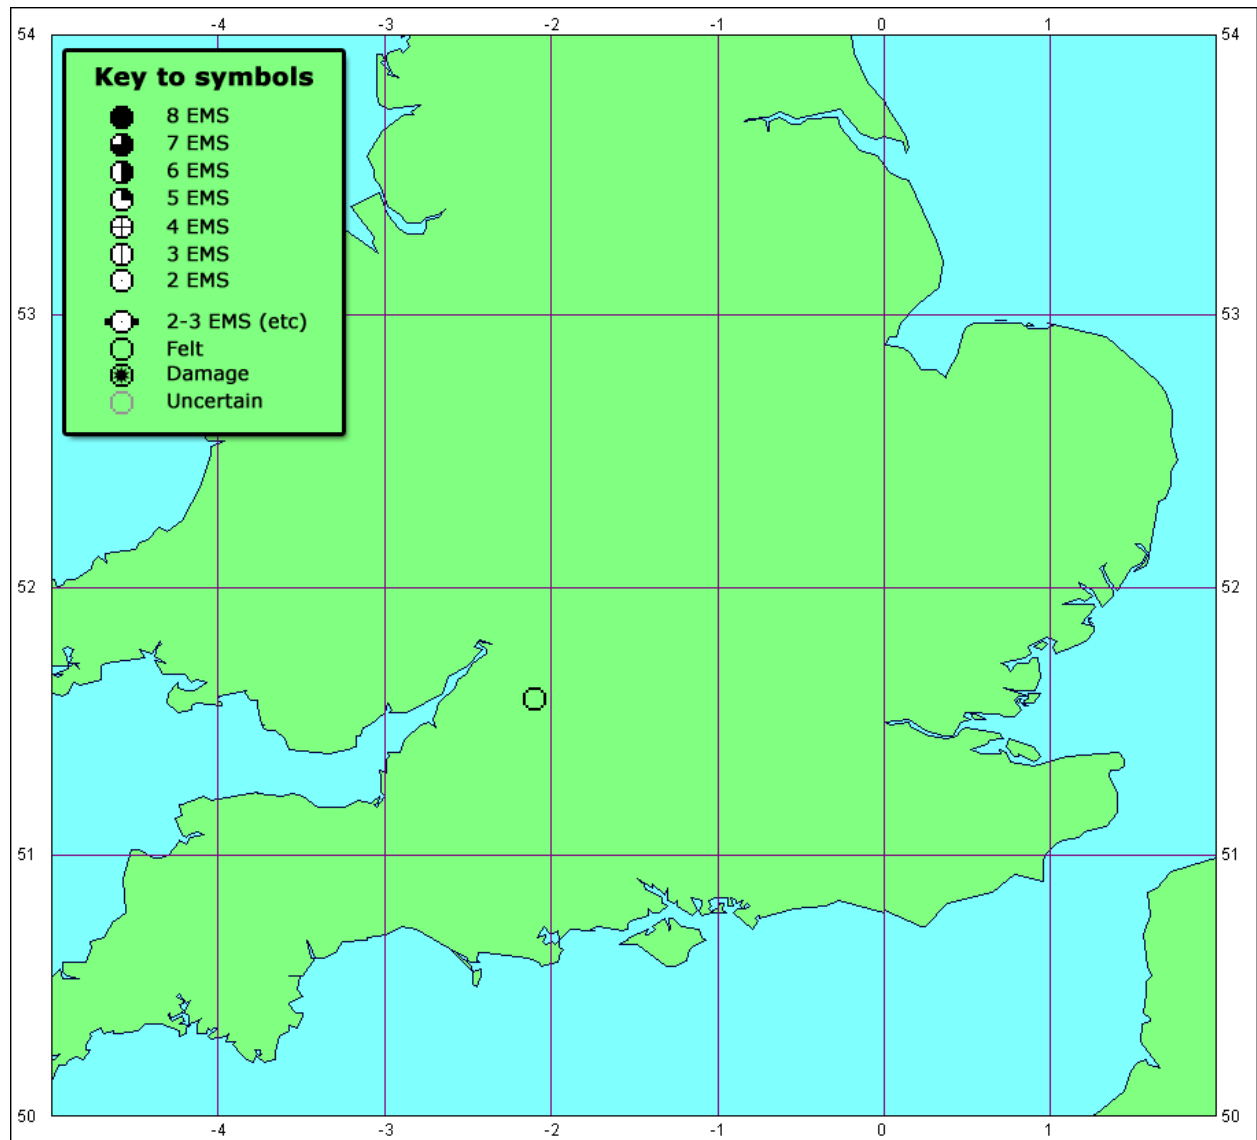 -4 -3 -2 -1 0 1
54 54
Key to symbols
8 EMS
7 EMS
6 EMS
5 EMS
4 EMS
3 EMS
2 EMS
53 53
2-3 EMS (etc)
Felt
Damage
Uncertain
52 52
51 51
50 50
-4 -3 -2 -1 0 1